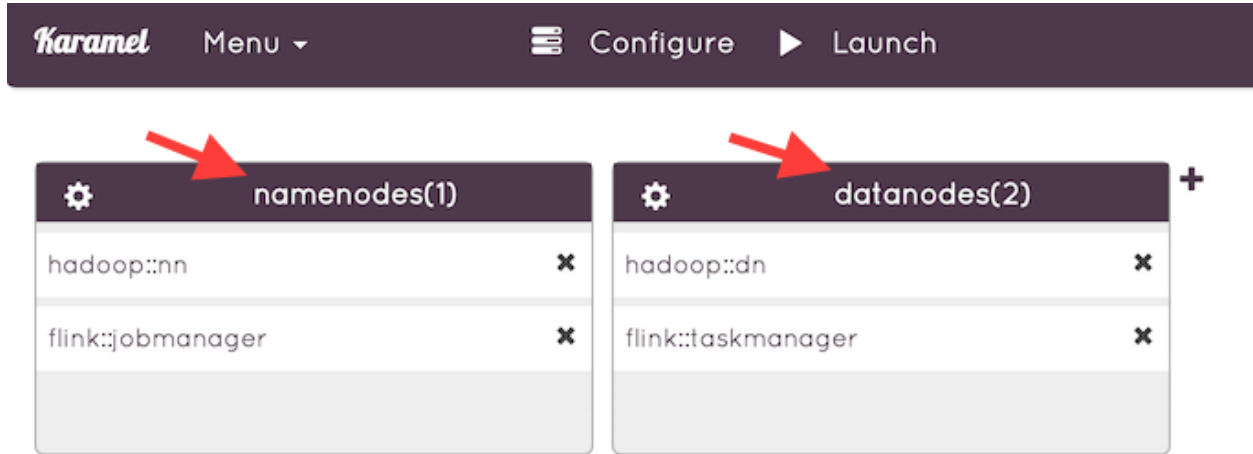 Karamel Menu Configure Launch
namenodes(1)
hadoop::nn
flink::jobmanager
datanodes(2)
hadoop::dn
flink::taskmanager